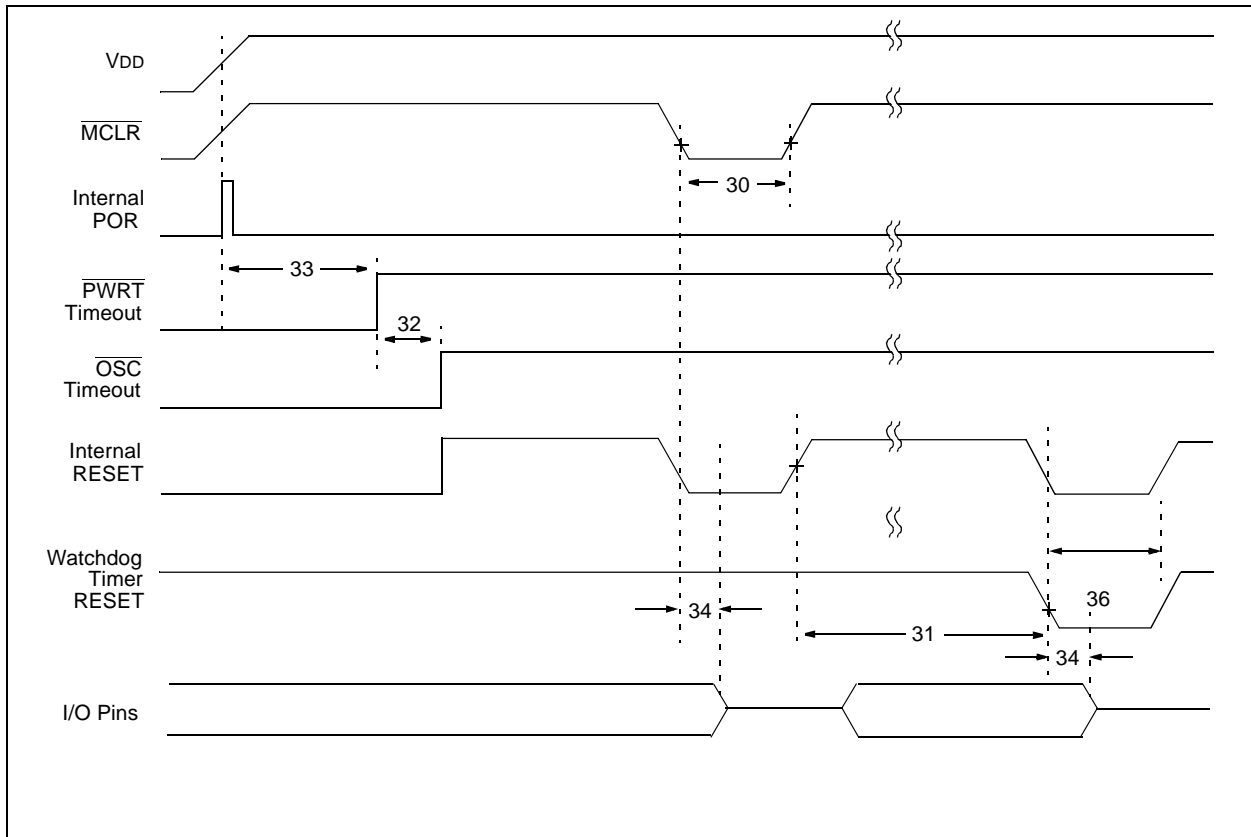 VDD
MCLR
Internal
POR
30
33
PWRT
Timeout
32
OSC
Timeout
Internal
RESET
Watchdog
Timer
RESET
34
31
36
34
I/O Pins